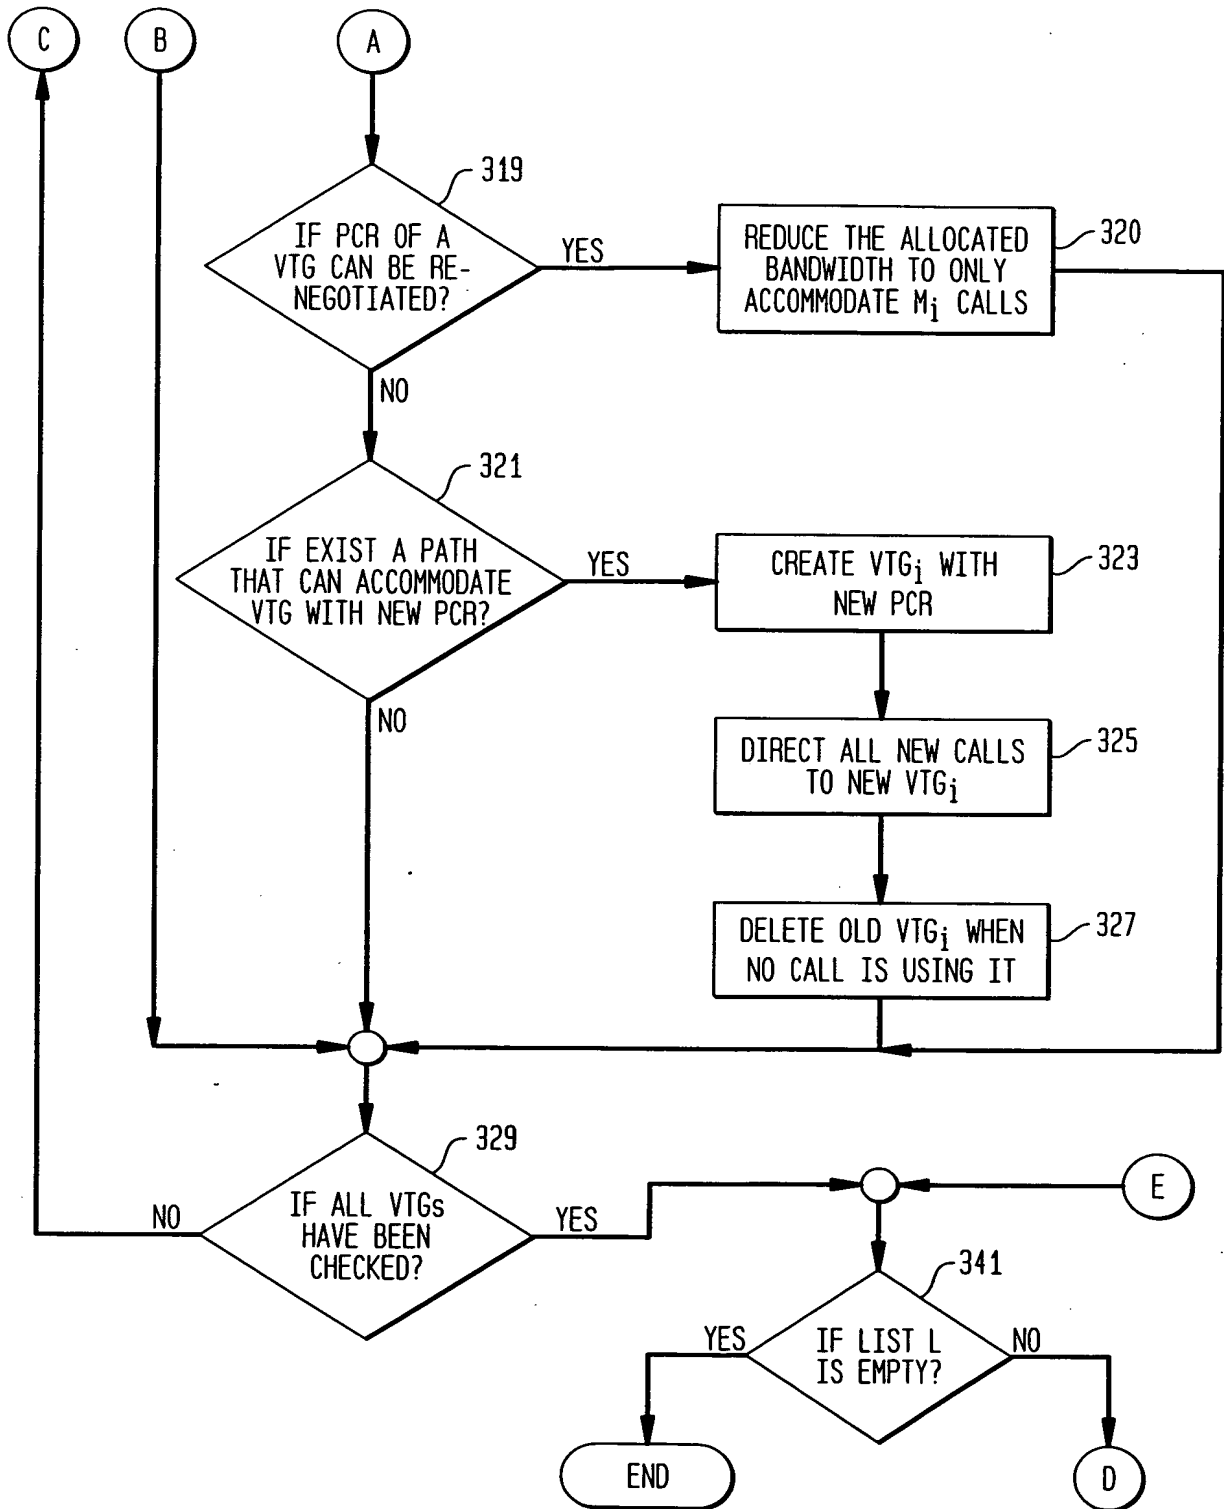 C
B
A
319
IF PCR OF A
VTG CAN BE RE-
NEGOTIATED?
YES
NO
REDUCE THE ALLOCATED
BANDWIDTH TO ONLY
ACCOMMODATE Mi CALLS
320
321
IF EXIST A PATH
THAT CAN ACCOMMODATE
VTG WITH NEW PCR?
YES
NO
CREATE VTGi WITH
NEW PCR
323
DIRECT ALL NEW CALLS
TO NEW VTGi
325
DELETE OLD VTGi WHEN
NO CALL IS USING IT
327
329
IF ALL VTGs
HAVE BEEN
CHECKED?
NO
YES
E
341
IF LIST L
IS EMPTY?
YES
NO
END
D